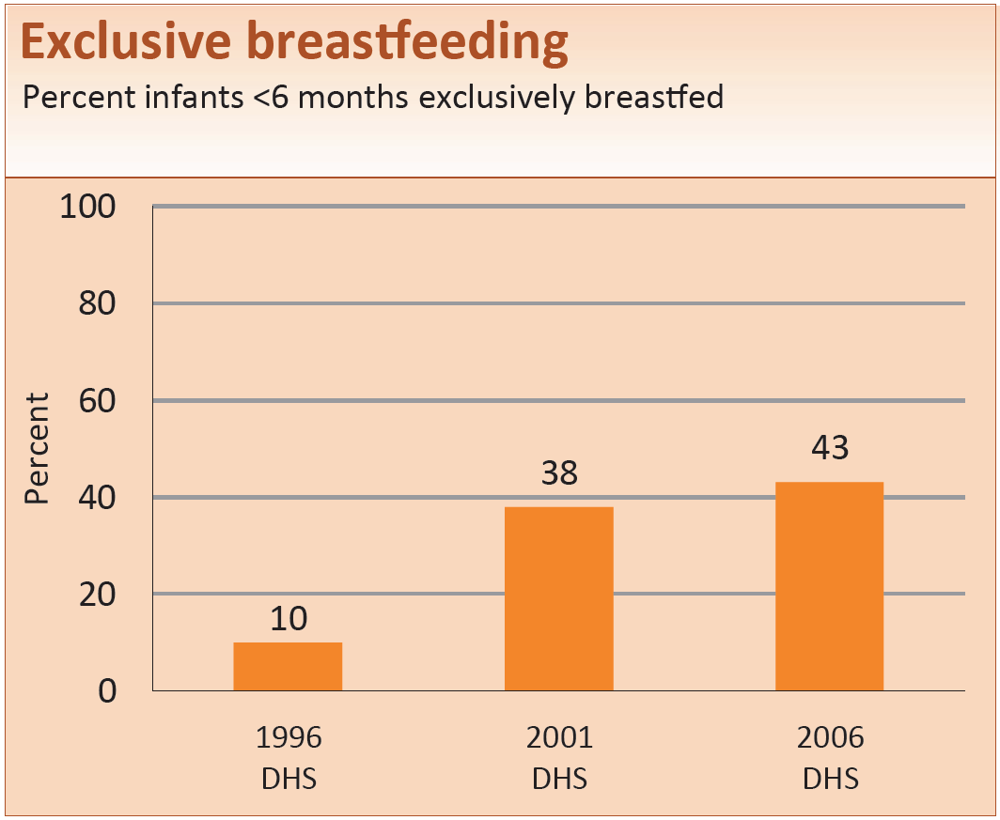 Exclusive breastfeeding
Percent infants <6 months exclusively breastfed
100
80
60
40
20
0
Percent
10
38
43
1996
DHS
2001
DHS
2006
DHS